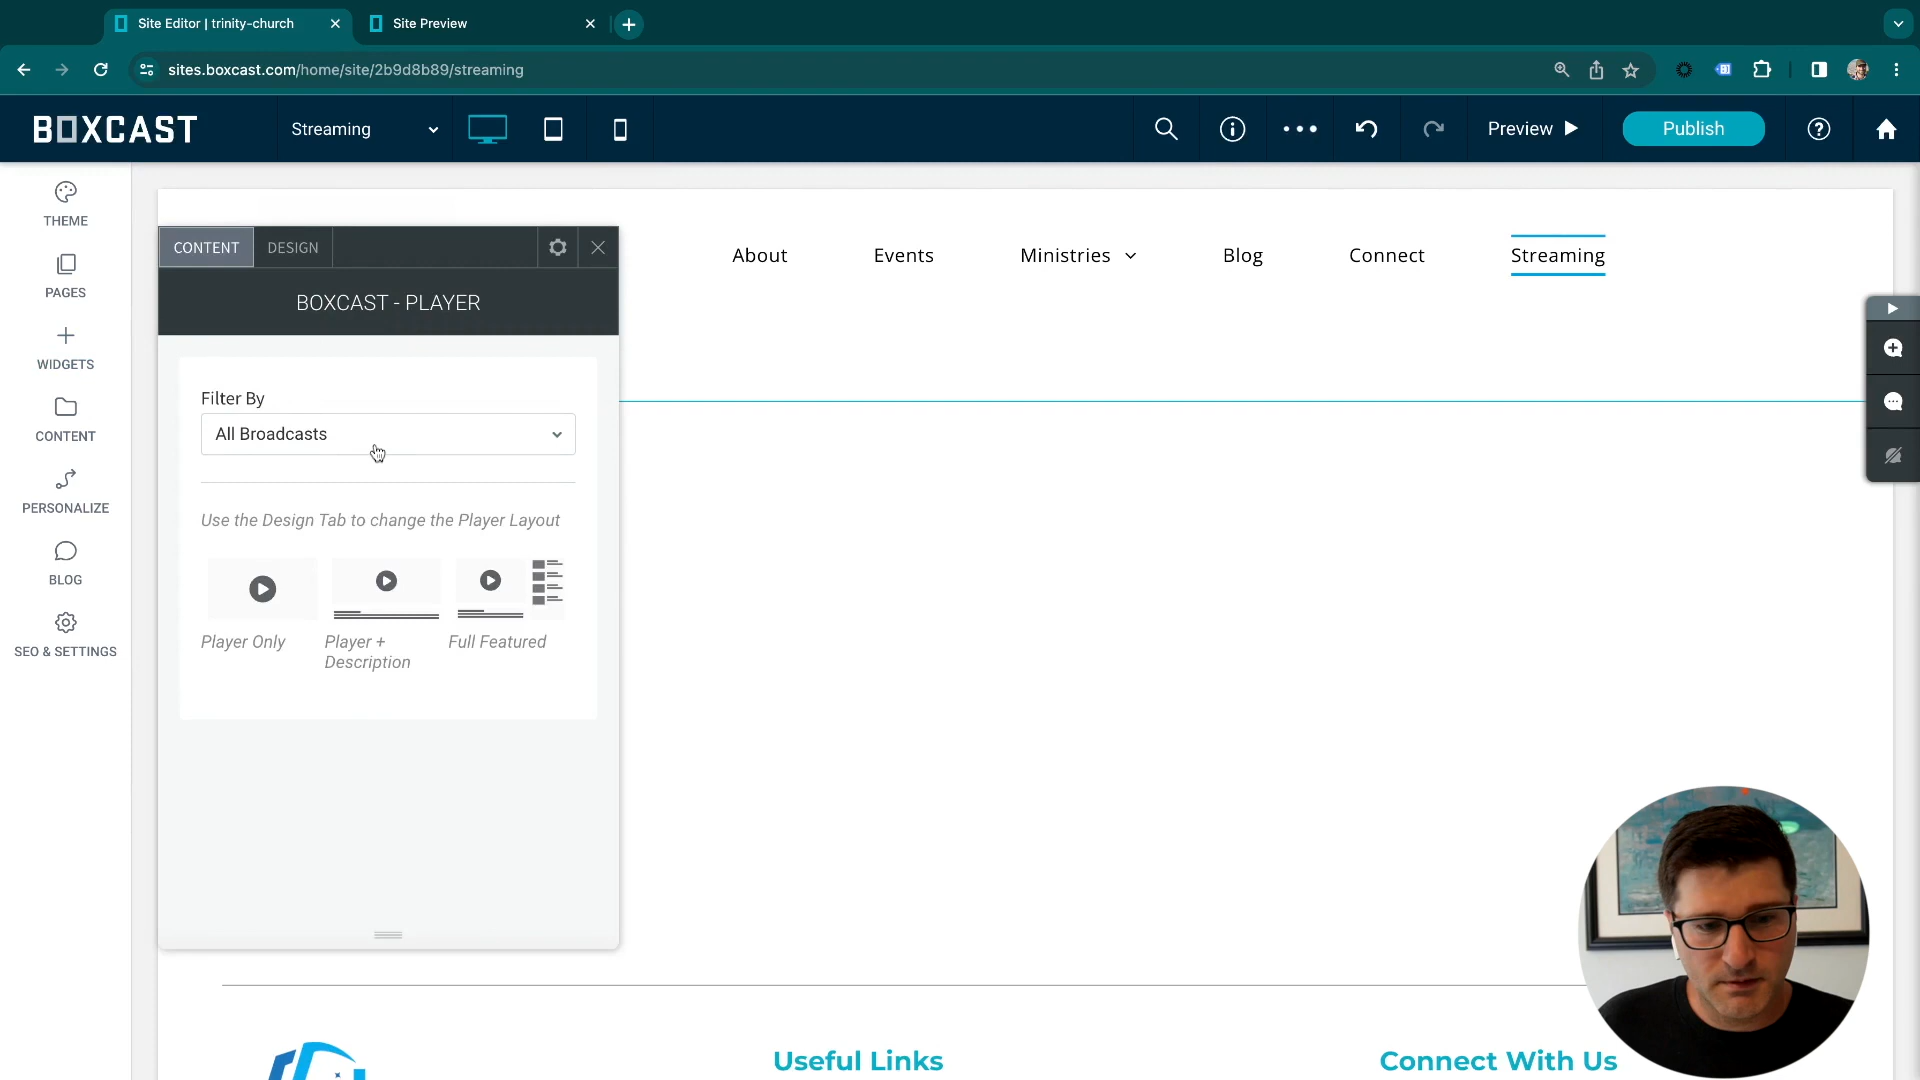 Site Editor | trinity-church
Site Preview
sites.boxcast.com/home/site/2b9d8b89/streaming
BOXCAST
Streaming
Preview
Publish
THEME
PAGES
WIDGETS
CONTENT
PERSONALIZE
BLOG
SEO & SETTINGS
CONTENT
DESIGN
BOXCAST - PLAYER
Filter By
All Broadcasts
Use the Design Tab to change the Player Layout
Player Only
Player +
Description
Full Featured
About
Events
Ministries
Blog
Connect
Streaming
Useful Links
Connect With Us